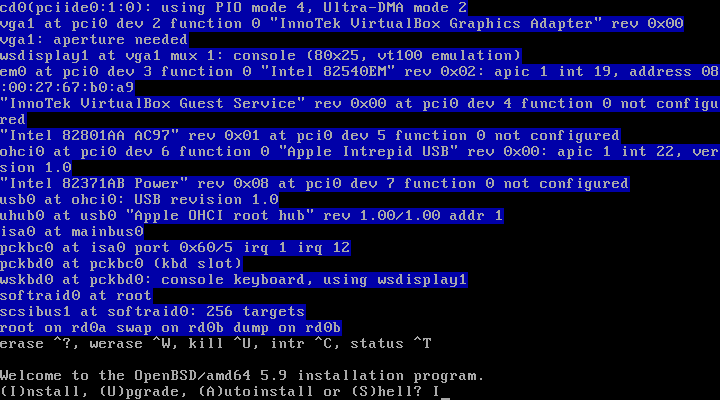 cd0(pciide0:1:0): using PIO mode 4, Ultra-DMA mode 2
vga1 at pci0 dev 2 function 0 "InnoTek VirtualBox Graphics Adapter" rev 0x00
vga1: aperture needed
wsdisplay1 at vga1 mux 1: console (80x25, vt100 emulation)
em0 at pci0 dev 3 function 0 "Intel 82540EM" rev 0x02: apic 1 int 19, address 08
:00:27:67:b0:a9
"InnoTek VirtualBox Guest Service" rev 0x00 at pci0 dev 4 function 0 not configu
red
"Intel 82801AA AC97" rev 0x01 at pci0 dev 5 function 0 not configured
ohci0 at pci0 dev 6 function 0 "Apple Intrepid USB" rev 0x00: apic 1 int 22, ver
sion 1.0
"Intel 82371AB Power" rev 0x08 at pci0 dev 7 function 0 not configured
usb0 at ohci0: USB revision 1.0
uhub0 at usb0 "Apple OHCI root hub" rev 1.00/1.00 addr 1
isa0 at mainbus0
pckbc0 at isa0 port 0x60/5 irq 1 irq 12
pckbd0 at pckbc0 (kbd slot)
wskbd0 at pckbd0: console keyboard, using wsdisplay1
softraid0 at root
scsibus1 at softraid0: 256 targets
root on rd0a swap on rd0b dump on rd0b
erase ^?, werase ^W, kill ^U, intr ^C, status ^T

Welcome to the OpenBSD/amd64 5.9 installation program.
(I)nstall, (U)pgrade, (A)utoinstall or (S)hell? I_